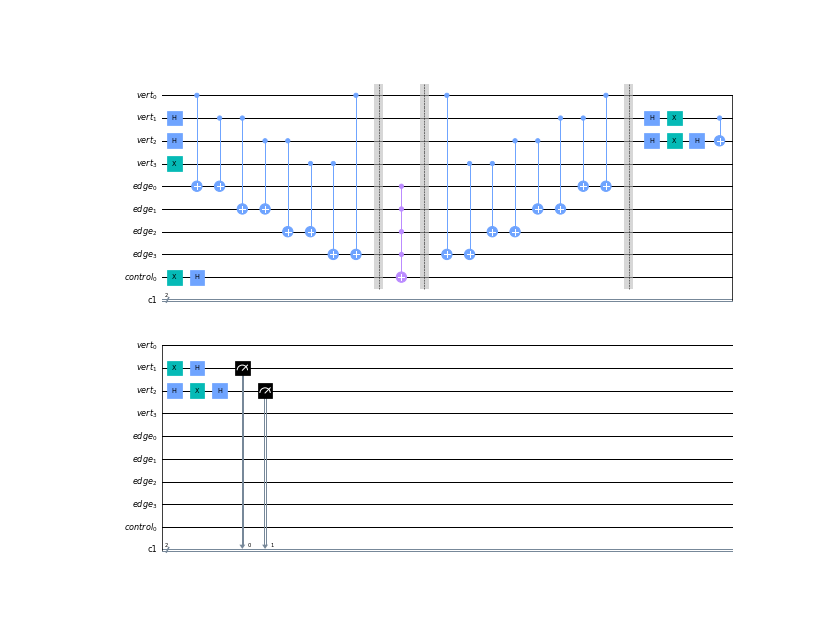 vert0
vert1 H H X
vert2 H H X H
vert3 X
edge0
edge1
edge2
edge3
control0 X H
c1 2
vert0
vert1 X H
vert2 H X H
vert3
edge0
edge1
edge2
edge3
control0
c1 2 0 1